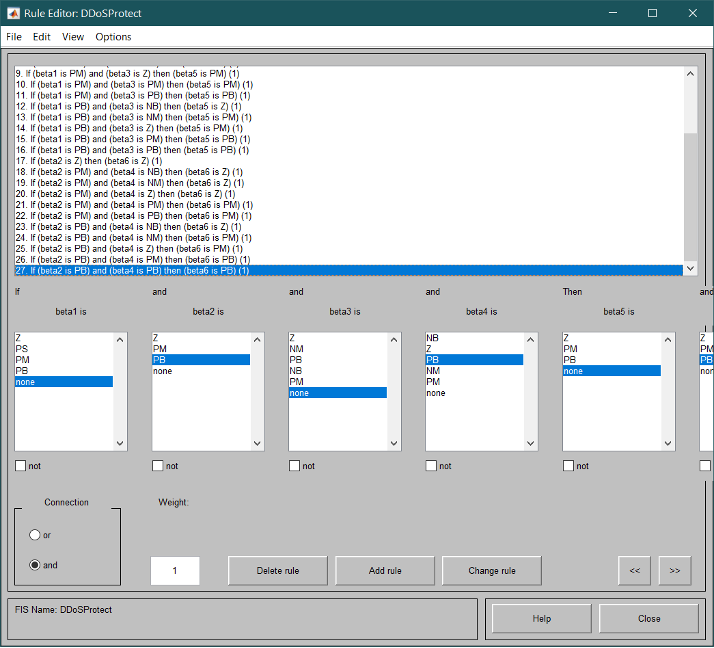 Rule Editor: DDoSProtect
File Edit View Options
9. If (beta1 is PM) and (beta3 is Z) then (beta5 is PM) (1)
10. If (beta1 is PM) and (beta3 is PM) then (beta5 is PM) (1)
11. If (beta1 is PM) and (beta3 is PB) then (beta5 is PB) (1)
12. If (beta1 is PB) and (beta3 is NB) then (beta5 is Z) (1)
13. If (beta1 is PB) and (beta3 is NM) then (beta5 is PM) (1)
14. If (beta1 is PB) and (beta3 is Z) then (beta5 is PM) (1)
15. If (beta1 is PB) and (beta3 is PM) then (beta5 is PB) (1)
16. If (beta1 is PB) and (beta3 is PB) then (beta5 is PB) (1)
17. If (beta2 is Z) then (beta6 is Z) (1)
18. If (beta2 is PM) and (beta4 is NB) then (beta6 is Z) (1)
19. If (beta2 is PM) and (beta4 is NM) then (beta6 is Z) (1)
20. If (beta2 is PM) and (beta4 is Z) then (beta6 is Z) (1)
21. If (beta2 is PM) and (beta4 is PM) then (beta6 is PM) (1)
22. If (beta2 is PM) and (beta4 is PB) then (beta6 is PM) (1)
23. If (beta2 is PB) and (beta4 is NB) then (beta6 is Z) (1)
24. If (beta2 is PB) and (beta4 is NM) then (beta6 is PM) (1)
25. If (beta2 is PB) and (beta4 is Z) then (beta6 is PM) (1)
26. If (beta2 is PB) and (beta4 is PM) then (beta6 is PB) (1)
27. If (beta2 is PB) and (beta4 is PB) then (beta6 is PB) (1)
If and and and Then and
beta1 is beta2 is beta3 is beta4 is beta5 is
Z
PS
PM
PB
none
Z
PM
PB
none
Z
NM
PB
NB
PM
none
NB
Z
PB
NM
PM
none
Z
PM
PB
none
Z
PM
PB
non
not not not not not
Connection
or
and
Weight:
1 Delete rule Add rule Change rule << >>
FIS Name: DDoSProtect
Help Close